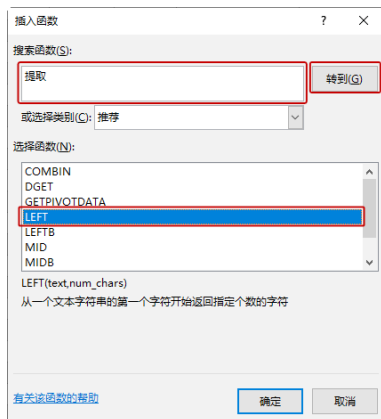 插入函数 ? ×
搜索函数(S):
提取
转到(G)
或选择类别(C): 推荐
选择函数(N):
COMBIN
DGET
GETPIVOTDATA
LEFT
LEFTB
MID
MIDB
LEFT(text,num_chars)
从一个文本字符串的第一个字符开始返回指定个数的字符
有关该函数的帮助
确定 取消